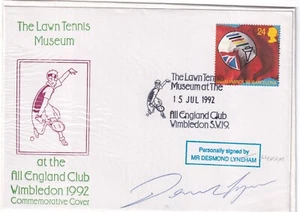 The Lawn Tennis
Museum
at the
All England Club
Wimbledon 1992
Commemorative Cover
24
The Lawn Tennis
Museum at The
15 JUL 1992
All England Club
Wimbledon S.W.19.
Personally signed by
MR DESMOND LYNHAM